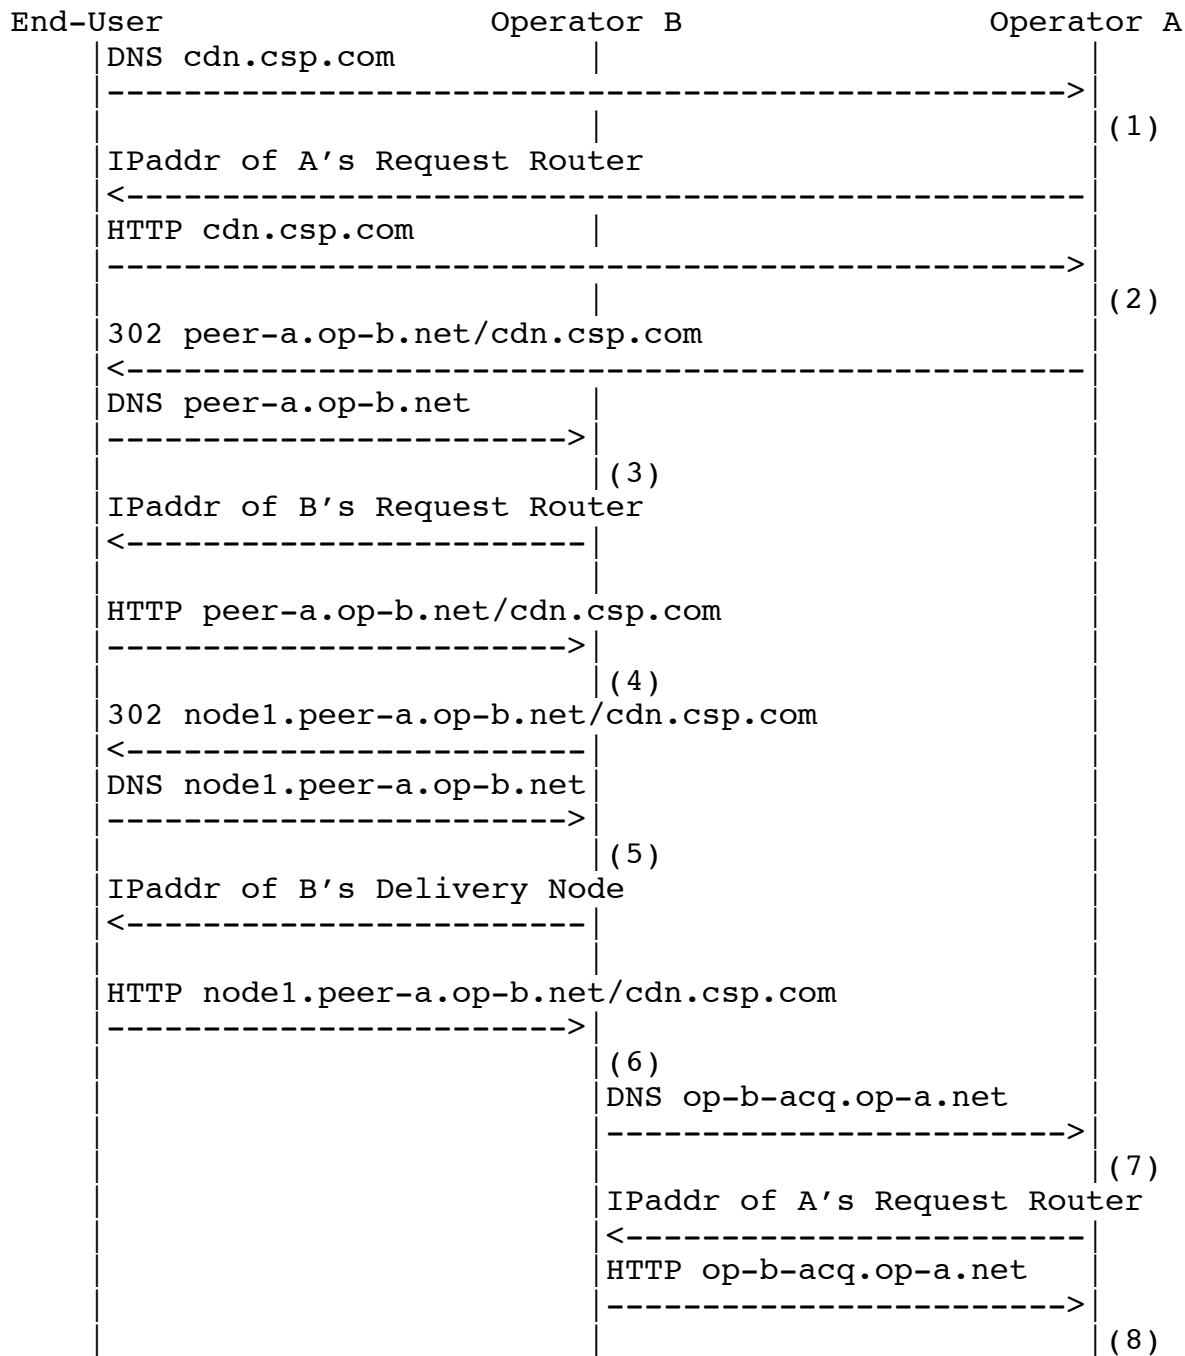 End-User Operator B Operator A
DNS cdn.csp.com
(1)
IPaddr of A's Request Router
HTTP cdn.csp.com
(2)
302 peer-a.op-b.net/cdn.csp.com
DNS peer-a.op-b.net
(3)
IPaddr of B's Request Router
HTTP peer-a.op-b.net/cdn.csp.com
(4)
302 node1.peer-a.op-b.net/cdn.csp.com
DNS node1.peer-a.op-b.net
(5)
IPaddr of B's Delivery Node
HTTP node1.peer-a.op-b.net/cdn.csp.com
(6)
DNS op-b-acq.op-a.net
(7)
IPaddr of A's Request Router
HTTP op-b-acq.op-a.net
(8)